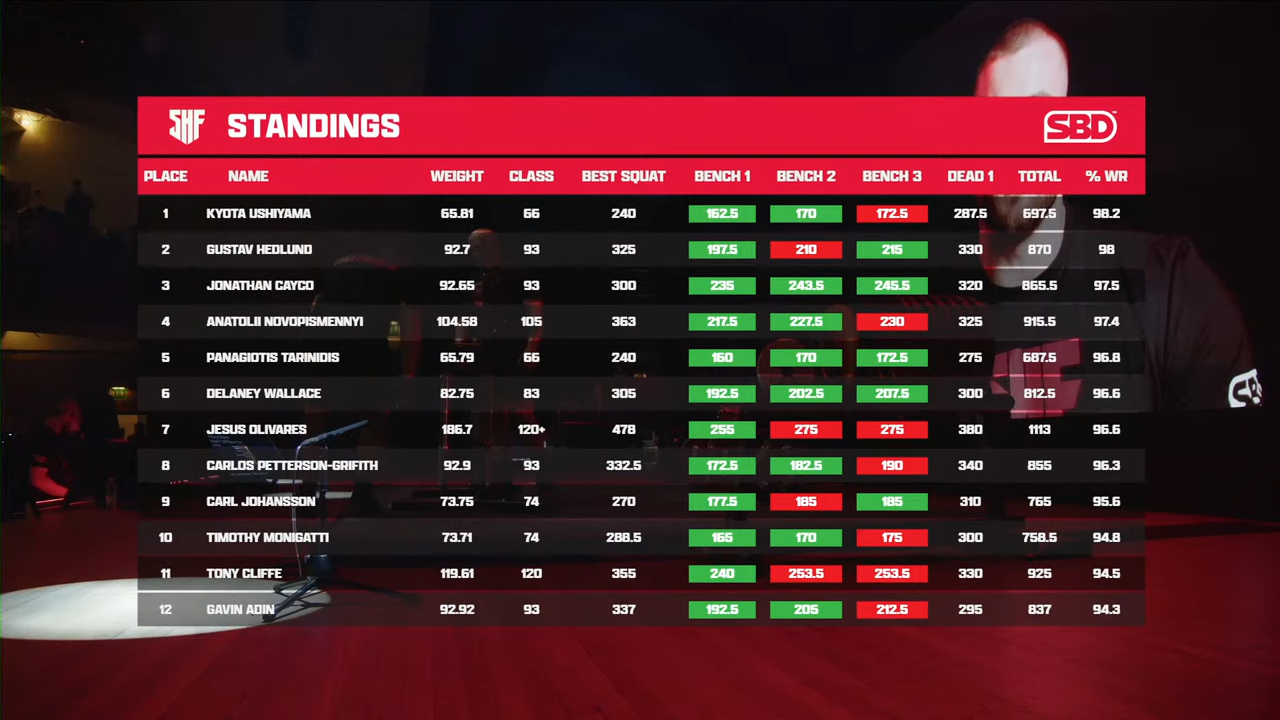 SHF STANDINGS SBD
PLACE NAME WEIGHT CLASS BEST SQUAT BENCH 1 BENCH 2 BENCH 3 DEAD 1 TOTAL % WR
1 KYOTA USHIYAMA 65.81 66 240 162.5 170 172.5 287.5 697.5 98.2
2 GUSTAV HEDLUND 92.7 93 325 197.5 210 215 330 870 98
3 JONATHAN CAYCO 92.65 93 300 235 243.5 245.5 320 865.5 97.5
4 ANATOLII NOVOPISMENNYI 104.58 105 363 217.5 227.5 230 325 915.5 97.4
5 PANAGIOTIS TARINIDIS 65.79 66 240 160 170 172.5 275 687.5 96.8
6 DELANEY WALLACE 82.75 83 305 192.5 202.5 207.5 300 812.5 96.6
7 JESUS OLIVARES 186.7 120+ 478 255 275 275 380 1113 96.6
8 CARLOS PETTERSON-GRIFITH 92.9 93 332.5 172.5 182.5 190 340 855 96.3
9 CARL JOHANSSON 73.75 74 270 177.5 185 185 310 765 95.6
10 TIMOTHY MONIGATTI 73.71 74 288.5 165 170 175 300 758.5 94.8
11 TONY CLIFFE 119.61 120 355 240 253.5 253.5 330 925 94.5
12 GAVIN ADIN 92.92 93 337 192.5 205 212.5 295 837 94.3